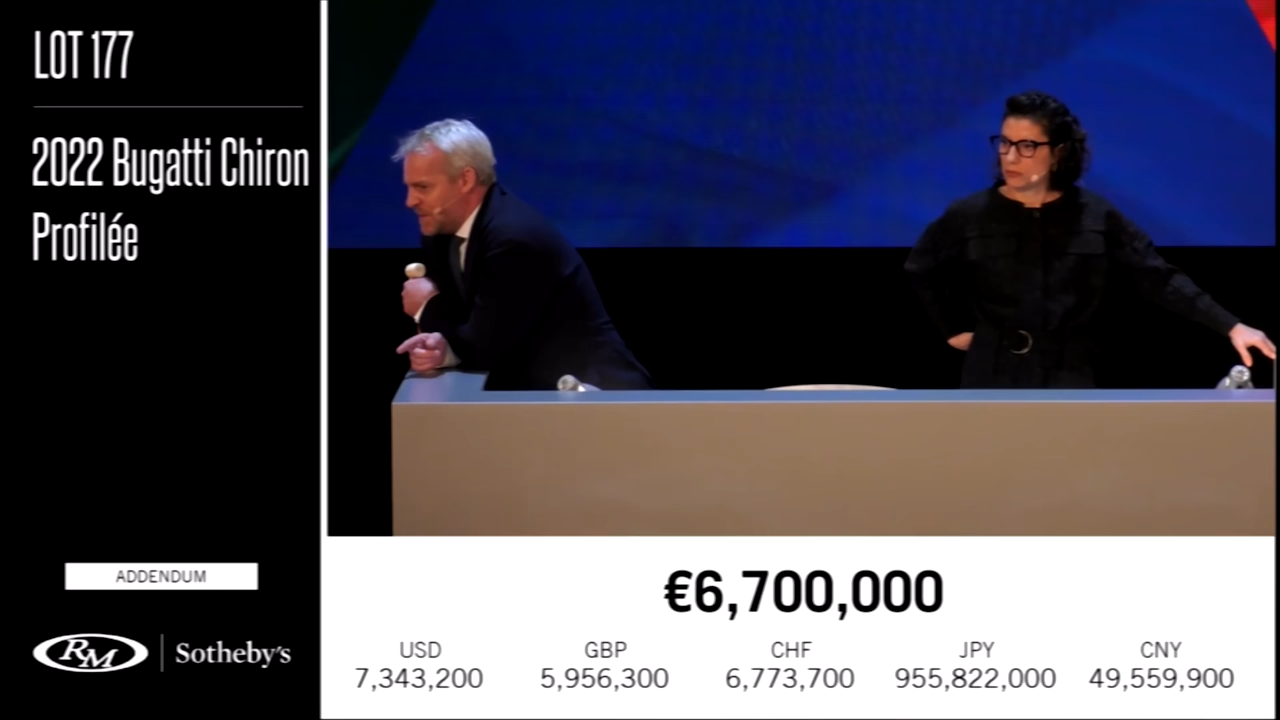 LOT 177
2022 Bugatti Chiron
Profilée
ADDENDUM
RM Sotheby's
€6,700,000
USD GBP CHF JPY CNY
7,343,200 5,956,300 6,773,700 955,822,000 49,559,900